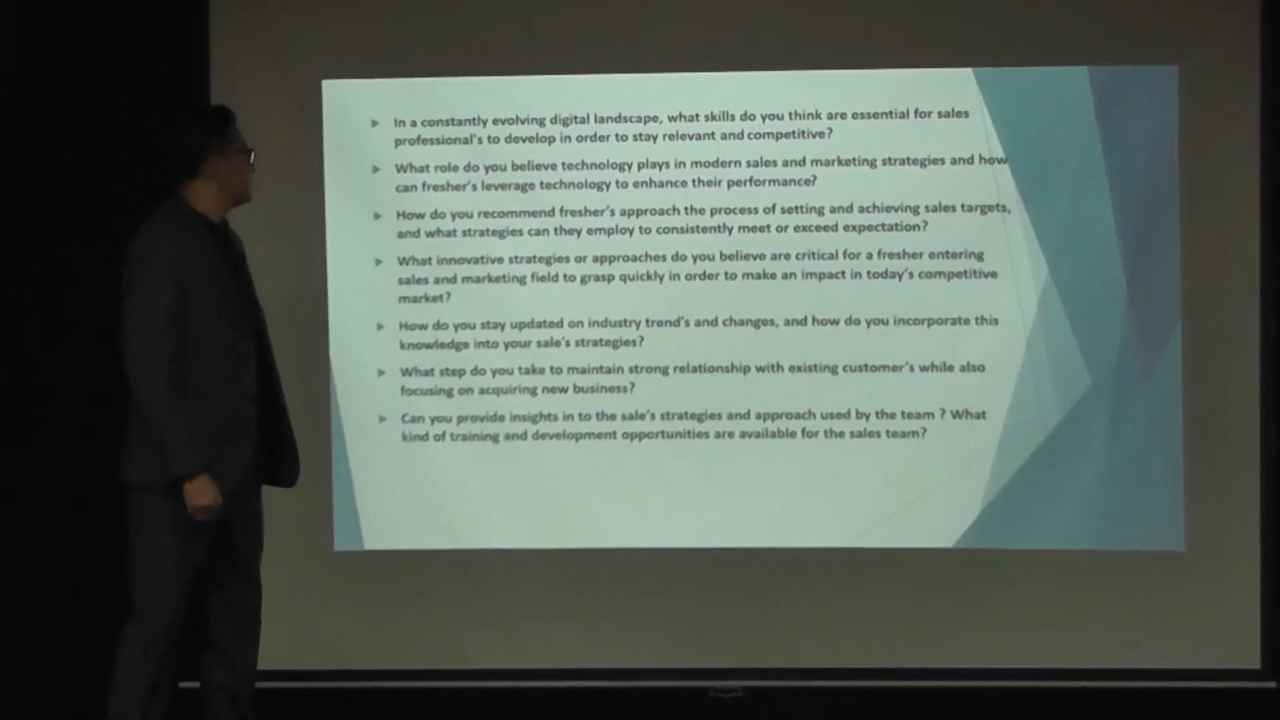 In a constantly evolving digital landscape, what skills do you think are essential for sales
professional's to develop in order to stay relevant and competitive?
What role do you believe technology plays in modern sales and marketing strategies and how
can fresher's leverage technology to enhance their performance?
How do you recommend fresher's approach the process of setting and achieving sales targets,
and what strategies can they employ to consistently meet or exceed expectation?
What innovative strategies or approaches do you believe are critical for a fresher entering
sales and marketing field to grasp quickly in order to make an impact in today's competitive
market?
How do you stay updated on industry trend's and changes, and how do you incorporate this
knowledge into your sale's strategies?
What step do you take to maintain strong relationship with existing customer's while also
focusing on acquiring new business?
Can you provide insights in to the sale's strategies and approach used by the team ? What
kind of training and development opportunities are available for the sales team?